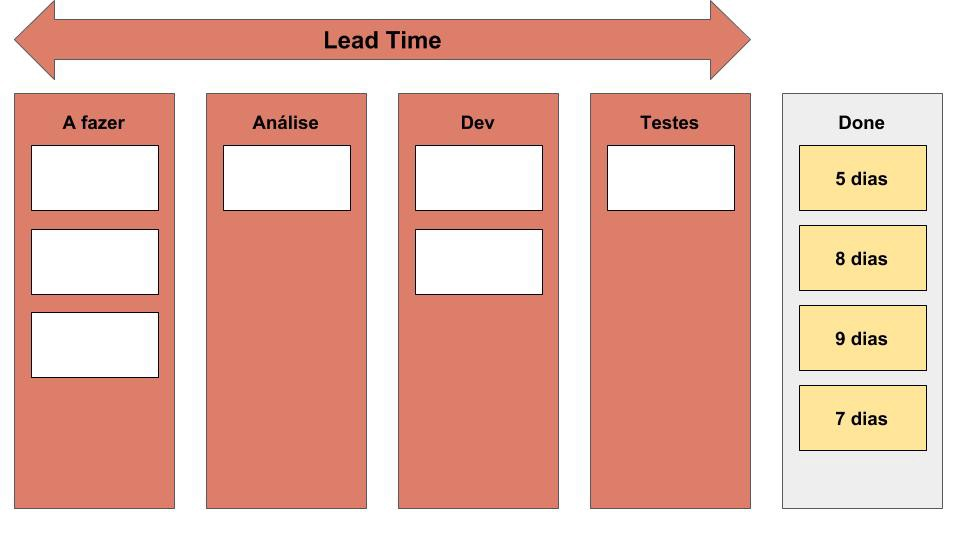 Lead Time
A fazer
Análise
Dev
Testes
Done
5 dias
8 dias
9 dias
7 dias